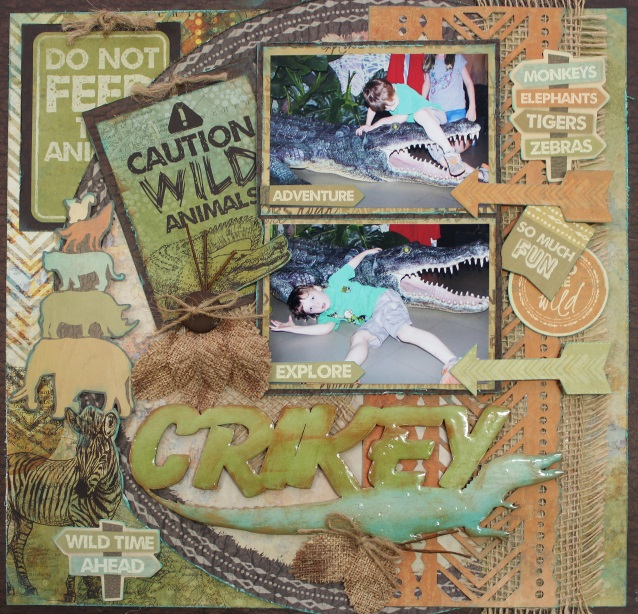 DO NOT
FEED
CAUTION
WILD
ANIMALS
ADVENTURE
EXPLORE
MONKEYS
ELEPHANTS
TIGERS
ZEBRAS
SO MUCH
FUN
wild
CRIKEY
WILD TIME
AHEAD